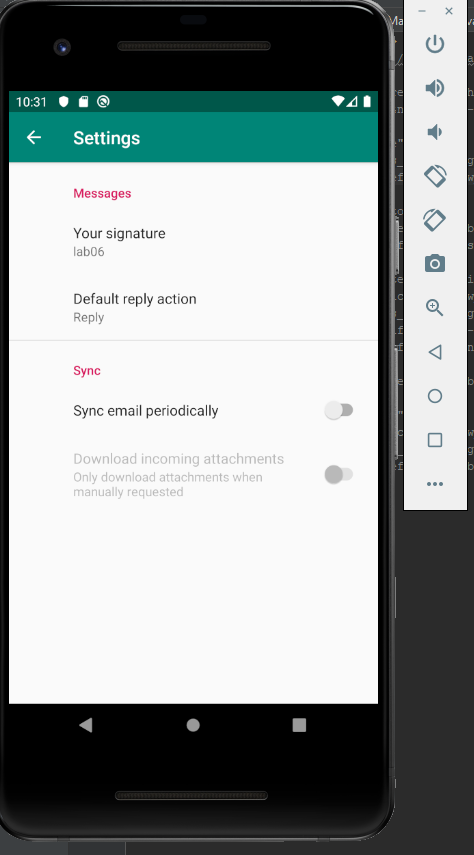 10:31
Settings
Messages
Your signature
lab06
Default reply action
Reply
Sync
Sync email periodically
Download incoming attachments
Only download attachments when
manually requested